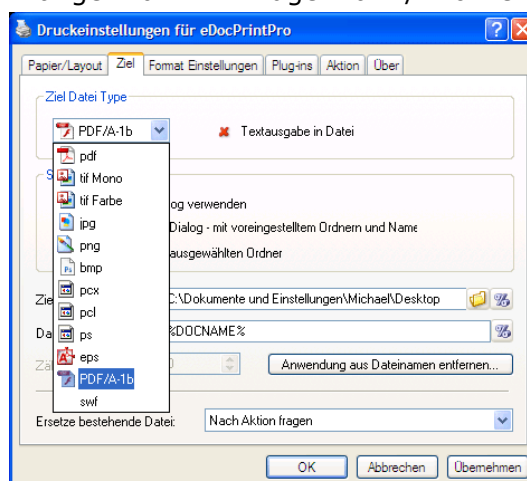 Druckeinstellungen für eDocPrintPro
Papier/Layout Ziel Format Einstellungen Plug-ins Aktion Über
Ziel Datei Type
PDF/A-1b Textausgabe in Datei
pdf
tif Mono
tif Farbe
og verwenden
jpg
Dialog - mit voreingestelltem Ordnern und Name
png
ausgewählten Ordner
bmp
pcx
C:\Dokumente und Einstellungen\Michael\Desktop
pcl
ps
%DOCNAME%
eps
Anwendung aus Dateinamen entfernen...
PDF/A-1b
swf
Ersetze bestehende Datei: Nach Aktion fragen
OK Abbrechen Übernehmen